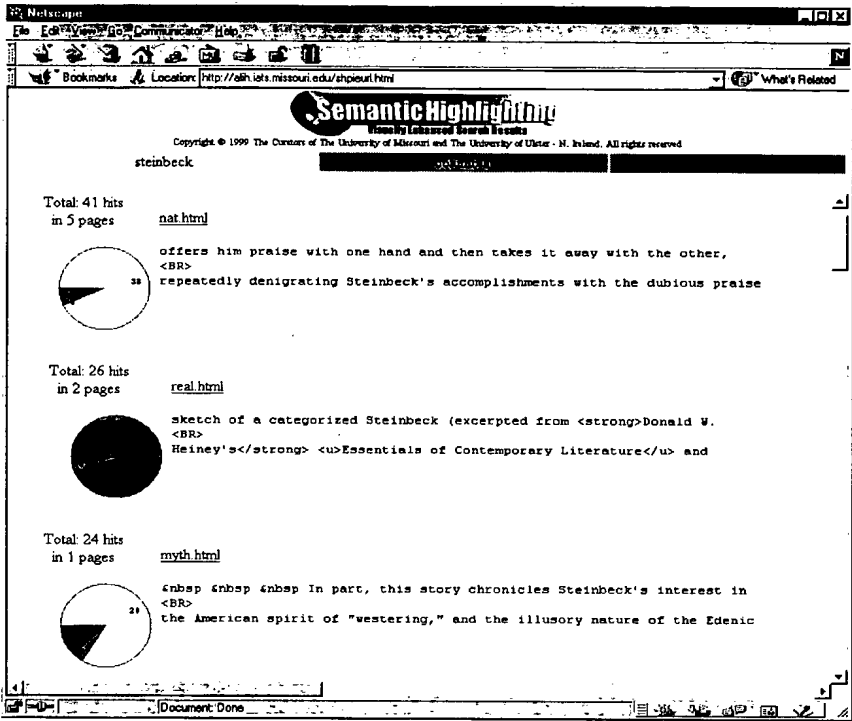 Netscape
File Edit View Go Communicator Help
Bookmarks Location: http://alih.iats.missouri.edu/shpieurl.html What's Related
N
Semantic Highlighting
Visually Enhanced Search Results
Copyright © 1999 The Curators of The University of Missouri and The University of Ulster - N. Ireland. All rights reserved
steinbeck
Total: 41 hits
in 5 pages
nat.html
38
offers him praise with one hand and then takes it away with the other,
<BR>
repeatedly denigrating Steinbeck's accomplishments with the dubious praise
Total: 26 hits
in 2 pages
real.html
sketch of a categorized Steinbeck (excerpted from <strong>Donald W.
<BR>
Heiney's</strong> <u>Essentials of Contemporary Literature</u> and
Total: 24 hits
in 1 pages
myth.html
&nbsp &nbsp &nbsp In part, this story chronicles Steinbeck's interest in
<BR>
the American spirit of "westering," and the illusory nature of the Edenic
Document: Done